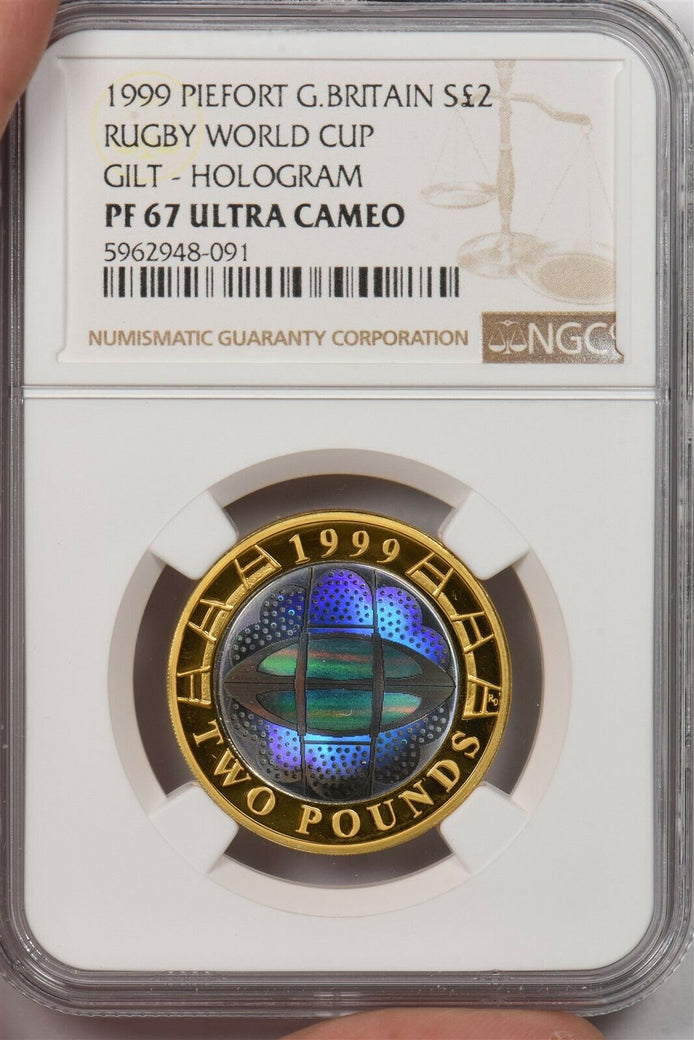 1999 PIEFORT G.BRITAIN S£2
RUGBY WORLD CUP
GILT - HOLOGRAM
PF 67 ULTRA CAMEO
5962948-091
NUMISMATIC GUARANTY CORPORATION
NGC
1999
RD
TWO POUNDS